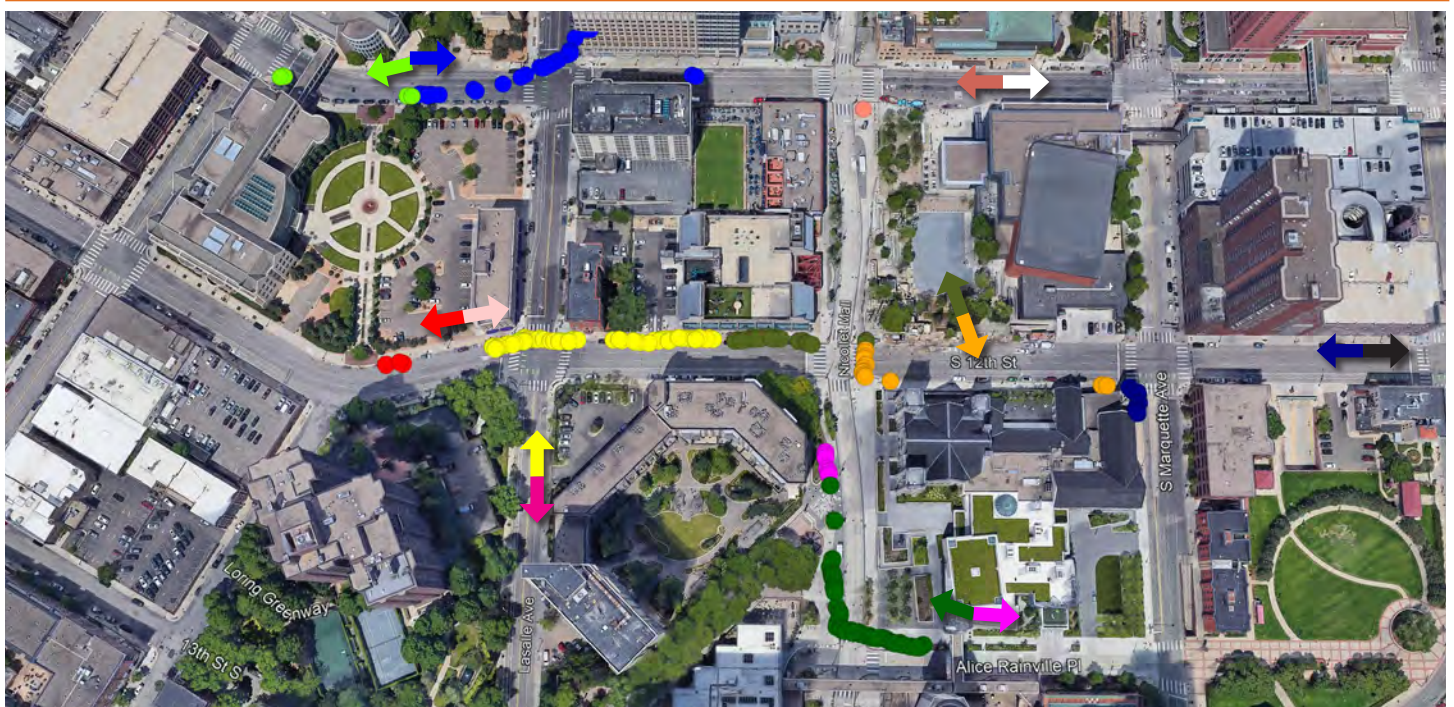 Nicollet Mall
S 12th St
S Marquette Ave
Loring Greenway
13th St S
Lasalle Ave
Alice Rainville Pl